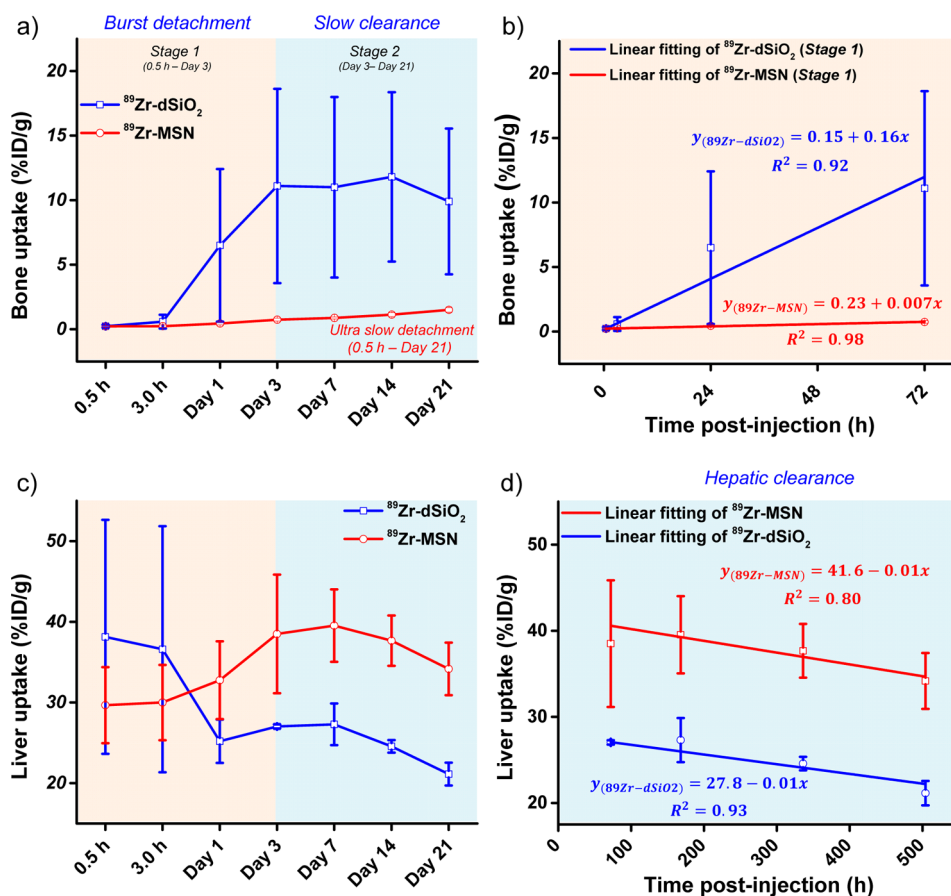 a)
Burst detachment
Slow clearance
Stage 1
(0.5 h – Day 3)
Stage 2
(Day 3– Day 21)
⁸⁹Zr-dSiO₂
⁸⁹Zr-MSN
Bone uptake (%ID/g)
20
15
10
5
0
Ultra slow detachment
(0.5 h – Day 21)
0.5 h
3.0 h
Day 1
Day 3
Day 7
Day 14
Day 21
b)
Linear fitting of ⁸⁹Zr-dSiO₂ (Stage 1)
Linear fitting of ⁸⁹Zr-MSN (Stage 1)
Bone uptake (%ID/g)
20
15
10
5
0
y(89Zr−dSiO2) = 0.15 + 0.16x
R² = 0.92
y(89Zr−MSN) = 0.23 + 0.007x
R² = 0.98
0
24
48
72
Time post-injection (h)
c)
⁸⁹Zr-dSiO₂
⁸⁹Zr-MSN
Liver uptake (%ID/g)
50
40
30
20
0.5 h
3.0 h
Day 1
Day 3
Day 7
Day 14
Day 21
d)
Hepatic clearance
Linear fitting of ⁸⁹Zr-MSN
Linear fitting of ⁸⁹Zr-dSiO₂
Liver uptake (%ID/g)
50
40
30
20
y(89Zr−MSN) = 41.6 − 0.01x
R² = 0.80
y(89Zr−dSiO2) = 27.8 − 0.01x
R² = 0.93
0
100
200
300
400
500
Time post-injection (h)